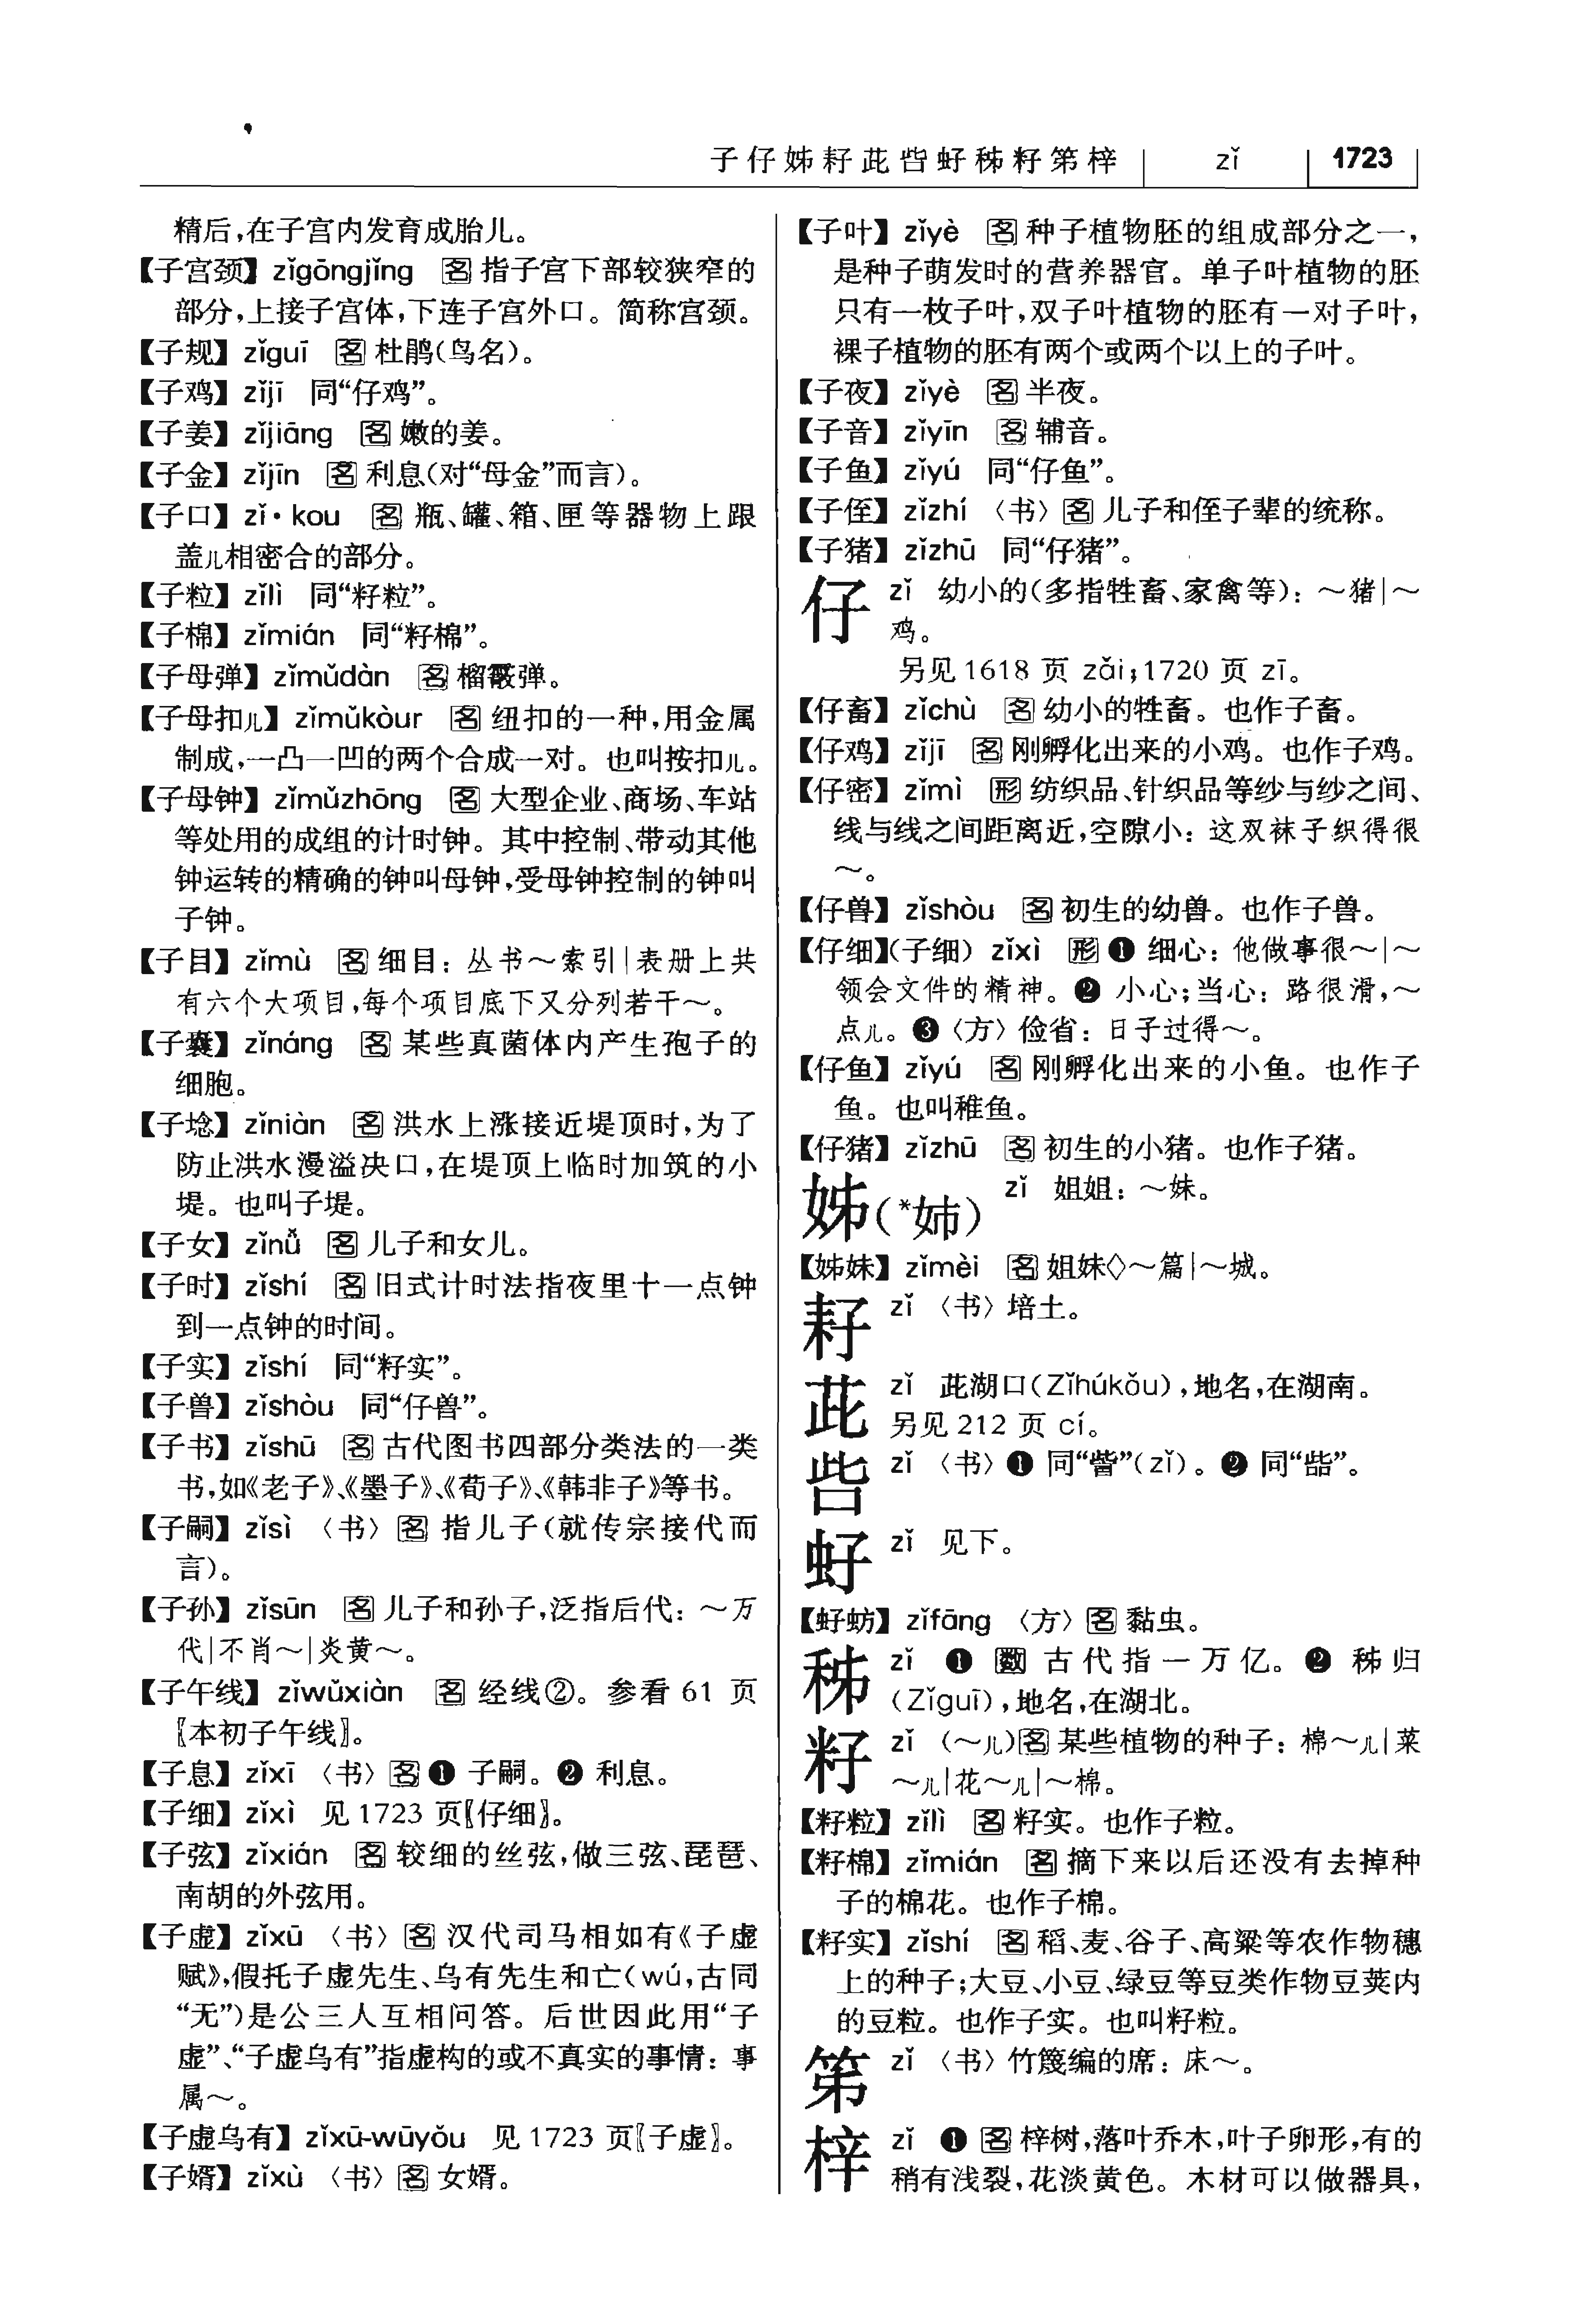 子仔姊耔茈呰虸秭籽笫梓 zǐ 1723
精后，在子宫内发育成胎儿。
【子宫颈】zǐgōngjǐng 名 指子宫下部较狭窄的
部分，上接子宫体，下连子宫外口。简称宫颈。
【子规】zǐguī 名 杜鹃(鸟名)。
【子鸡】zǐjī 同“仔鸡”。
【子姜】zǐjiāng 名 嫩的姜。
【子金】zǐjīn 名 利息(对“母金”而言)。
【子口】zǐ·kou 名 瓶、罐、箱、匣等器物上跟
盖儿相密合的部分。
【子粒】zǐlì 同“籽粒”。
【子棉】zǐmián 同“籽棉”。
【子母弹】zǐmǔdàn 名 榴霰弹。
【子母扣儿】zǐmǔkòur 名 纽扣的一种，用金属
制成，一凸一凹的两个合成一对。也叫按扣儿。
【子母钟】zǐmǔzhōng 名 大型企业、商场、车站
等处用的成组的计时钟。其中控制、带动其他
钟运转的精确的钟叫母钟，受母钟控制的钟叫
子钟。
【子目】zǐmù 名 细目：丛书～索引|表册上共
有六个大项目，每个项目底下又分列若干～。
【子囊】zǐnáng 名 某些真菌体内产生孢子的
细胞。
【子埝】zǐniàn 名 洪水上涨接近堤顶时，为了
防止洪水漫溢决口，在堤顶上临时加筑的小
堤。也叫子堤。
【子女】zǐnǚ 名 儿子和女儿。
【子时】zǐshí 名 旧式计时法指夜里十一点钟
到一点钟的时间。
【子实】zǐshí 同“籽实”。
【子兽】zǐshòu 同“仔兽”。
【子书】zǐshū 名 古代图书四部分类法的一类
书，如《老子》、《墨子》、《荀子》、《韩非子》等书。
【子嗣】zǐsì 〈书〉名 指儿子(就传宗接代而
言)。
【子孙】zǐsūn 名 儿子和孙子，泛指后代：～万
代|不肖～|炎黄～。
【子午线】zǐwǔxiàn 名 经线②。参看 61 页
〖本初子午线〗。
【子息】zǐxī 〈书〉名 ❶ 子嗣。❷ 利息。
【子细】zǐxì 见 1723 页〖仔细〗。
【子弦】zǐxián 名 较细的丝弦，做三弦、琵琶、
南胡的外弦用。
【子虚】zǐxū 〈书〉名 汉代司马相如有《子虚
赋》，假托子虚先生、乌有先生和亡(wú，古同
“无”)是公三人互相问答。后世因此用“子
虚”、“子虚乌有”指虚构的或不真实的事情：事
属～。
【子虚乌有】zǐxū-wūyǒu 见 1723 页〖子虚〗。
【子婿】zǐxù 〈书〉名 女婿。
【子叶】zǐyè 名 种子植物胚的组成部分之一，
是种子萌发时的营养器官。单子叶植物的胚
只有一枚子叶，双子叶植物的胚有一对子叶，
裸子植物的胚有两个或两个以上的子叶。
【子夜】zǐyè 名 半夜。
【子音】zǐyīn 名 辅音。
【子鱼】zǐyú 同“仔鱼”。
【子侄】zǐzhí 〈书〉名 儿子和侄子辈的统称。
【子猪】zǐzhū 同“仔猪”。
仔 zǐ 幼小的(多指牲畜、家禽等)：～猪|～
鸡。
另见 1618 页 zǎi；1720 页 zī。
【仔畜】zǐchù 名 幼小的牲畜。也作子畜。
【仔鸡】zǐjī 名 刚孵化出来的小鸡。也作子鸡。
【仔密】zǐmì 形 纺织品、针织品等纱与纱之间、
线与线之间距离近，空隙小：这双袜子织得很
～。
【仔兽】zǐshòu 名 初生的幼兽。也作子兽。
【仔细】(子细) zǐxì 形 ❶ 细心：他做事很～|～
领会文件的精神。❷ 小心；当心：路很滑，～
点儿。❸〈方〉俭省：日子过得～。
【仔鱼】zǐyú 名 刚孵化出来的小鱼。也作子
鱼。也叫稚鱼。
【仔猪】zǐzhū 名 初生的小猪。也作子猪。
姊(*姉) zǐ 姐姐：～妹。
【姊妹】zǐmèi 名 姐妹◇～篇|～城。
耔 zǐ 〈书〉培土。
茈 zǐ 茈湖口(Zǐhúkǒu)，地名，在湖南。
另见 212 页 cí。
呰 zǐ 〈书〉❶ 同“訾”(zǐ)。❷ 同“啙”。
虸 zǐ 见下。
【虸蚄】zǐfāng 〈方〉名 黏虫。
秭 zǐ ❶ 数 古代指一万亿。❷ 秭归
(Zǐguī)，地名，在湖北。
籽 zǐ (～儿)名 某些植物的种子：棉～儿|菜
～儿|花～儿|～棉。
【籽粒】zǐlì 名 籽实。也作子粒。
【籽棉】zǐmián 名 摘下来以后还没有去掉种
子的棉花。也作子棉。
【籽实】zǐshí 名 稻、麦、谷子、高粱等农作物穗
上的种子；大豆、小豆、绿豆等豆类作物豆荚内
的豆粒。也作子实。也叫籽粒。
笫 zǐ 〈书〉竹篾编的席：床～。
梓 zǐ ❶ 名 梓树，落叶乔木，叶子卵形，有的
稍有浅裂，花淡黄色。木材可以做器具，